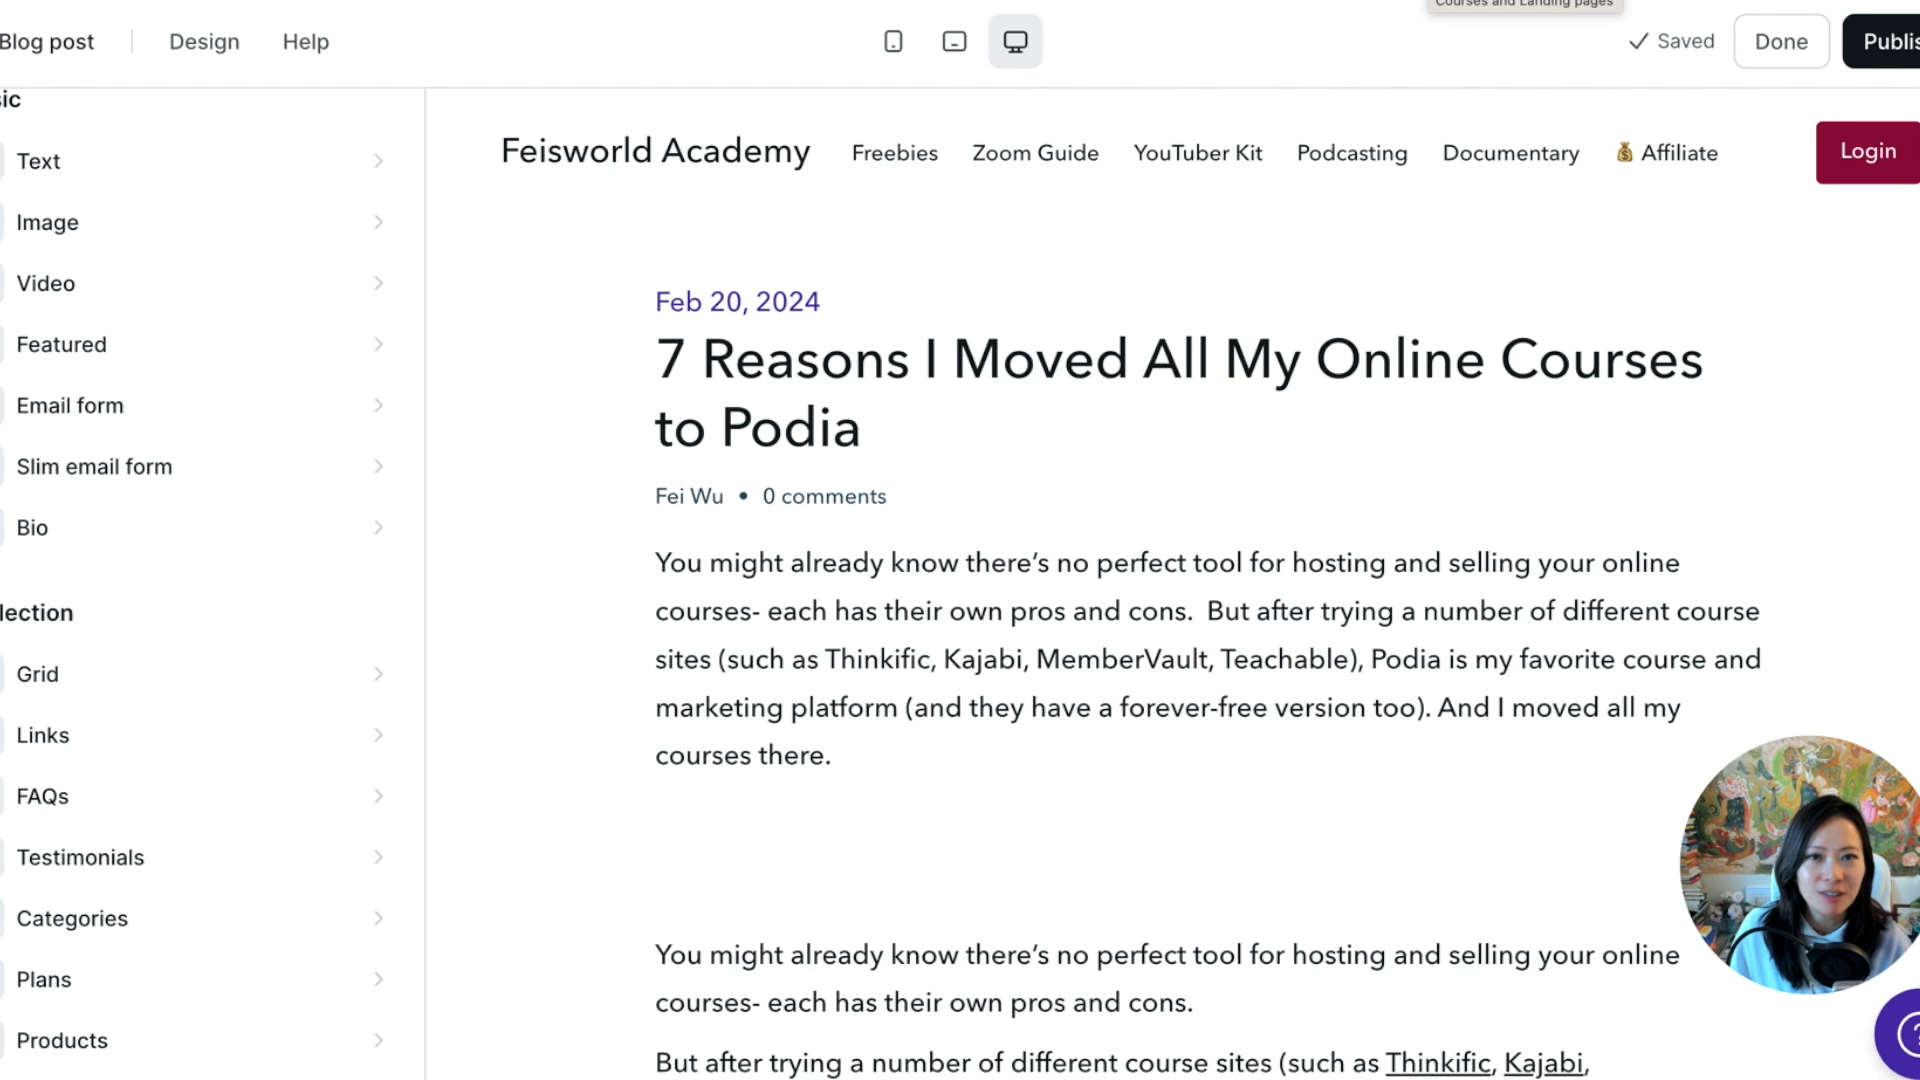 Courses and Landing pages
Blog post
Design
Help
Saved
Done
Text
Image
Video
Featured
Email form
Slim email form
Bio
Grid
Links
FAQs
Testimonials
Categories
Plans
Products
Feisworld Academy
Freebies
Zoom Guide
YouTuber Kit
Podcasting
Documentary
💰 Affiliate
Login
Feb 20, 2024
7 Reasons I Moved All My Online Courses
to Podia
Fei Wu • 0 comments
You might already know there’s no perfect tool for hosting and selling your online
courses- each has their own pros and cons.  But after trying a number of different course
sites (such as Thinkific, Kajabi, MemberVault, Teachable), Podia is my favorite course and
marketing platform (and they have a forever-free version too). And I moved all my
courses there.
You might already know there’s no perfect tool for hosting and selling your online
courses- each has their own pros and cons.
But after trying a number of different course sites (such as Thinkific, Kajabi,